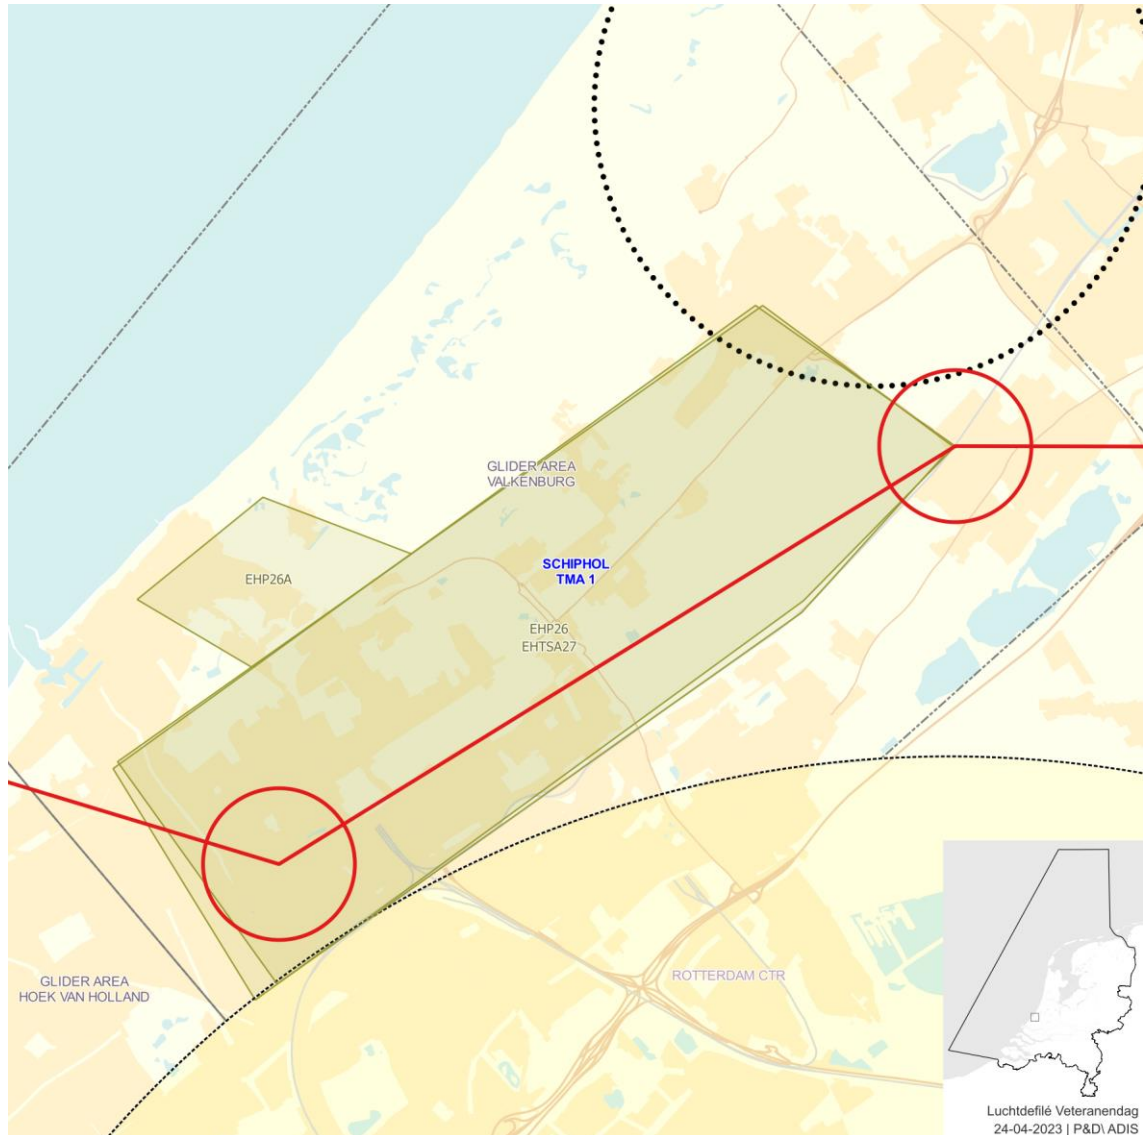 GLIDER AREA
VALKENBURG
SCHIPHOL
TMA 1
EHP26A
EHP26
EHTSA27
GLIDER AREA
HOEK VAN HOLLAND
ROTTERDAM CTR
Luchtdefilé Veteranendag
24-04-2023 | P&D\ ADIS